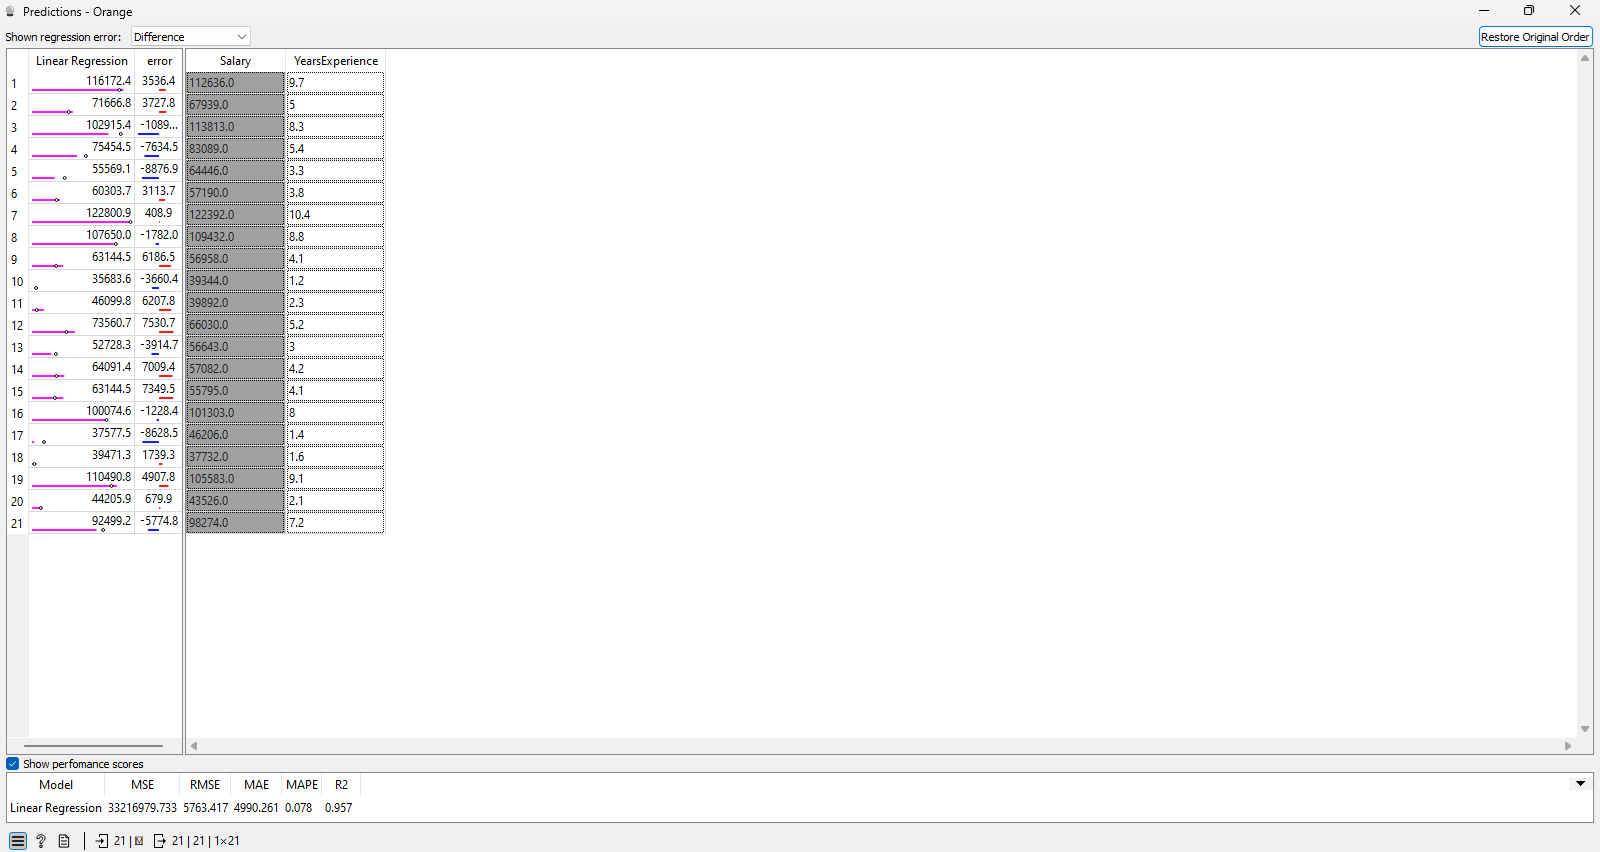 Predictions - Orange
Shown regression error: Difference Restore Original Order
Linear Regression error Salary YearsExperience
1 116172.4 3536.4 112636.0 9.7
2 71666.8 3727.8 67939.0 5
3 102915.4 -1089... 113813.0 8.3
4 75454.5 -7634.5 83089.0 5.4
5 55569.1 -8876.9 64446.0 3.3
6 60303.7 3113.7 57190.0 3.8
7 122800.9 408.9 122392.0 10.4
8 107650.0 -1782.0 109432.0 8.8
9 63144.5 6186.5 56958.0 4.1
10 35683.6 -3660.4 39344.0 1.2
11 46099.8 6207.8 39892.0 2.3
12 73560.7 7530.7 66030.0 5.2
13 52728.3 -3914.7 56643.0 3
14 64091.4 7009.4 57082.0 4.2
15 63144.5 7349.5 55795.0 4.1
16 100074.6 -1228.4 101303.0 8
17 37577.5 -8628.5 46206.0 1.4
18 39471.3 1739.3 37732.0 1.6
19 110490.8 4907.8 105583.0 9.1
20 44205.9 679.9 43526.0 2.1
21 92499.2 -5774.8 98274.0 7.2
Show perfomance scores
Model MSE RMSE MAE MAPE R2
Linear Regression 33216979.733 5763.417 4990.261 0.078 0.957
? 21 | 21 | 21 | 1×21